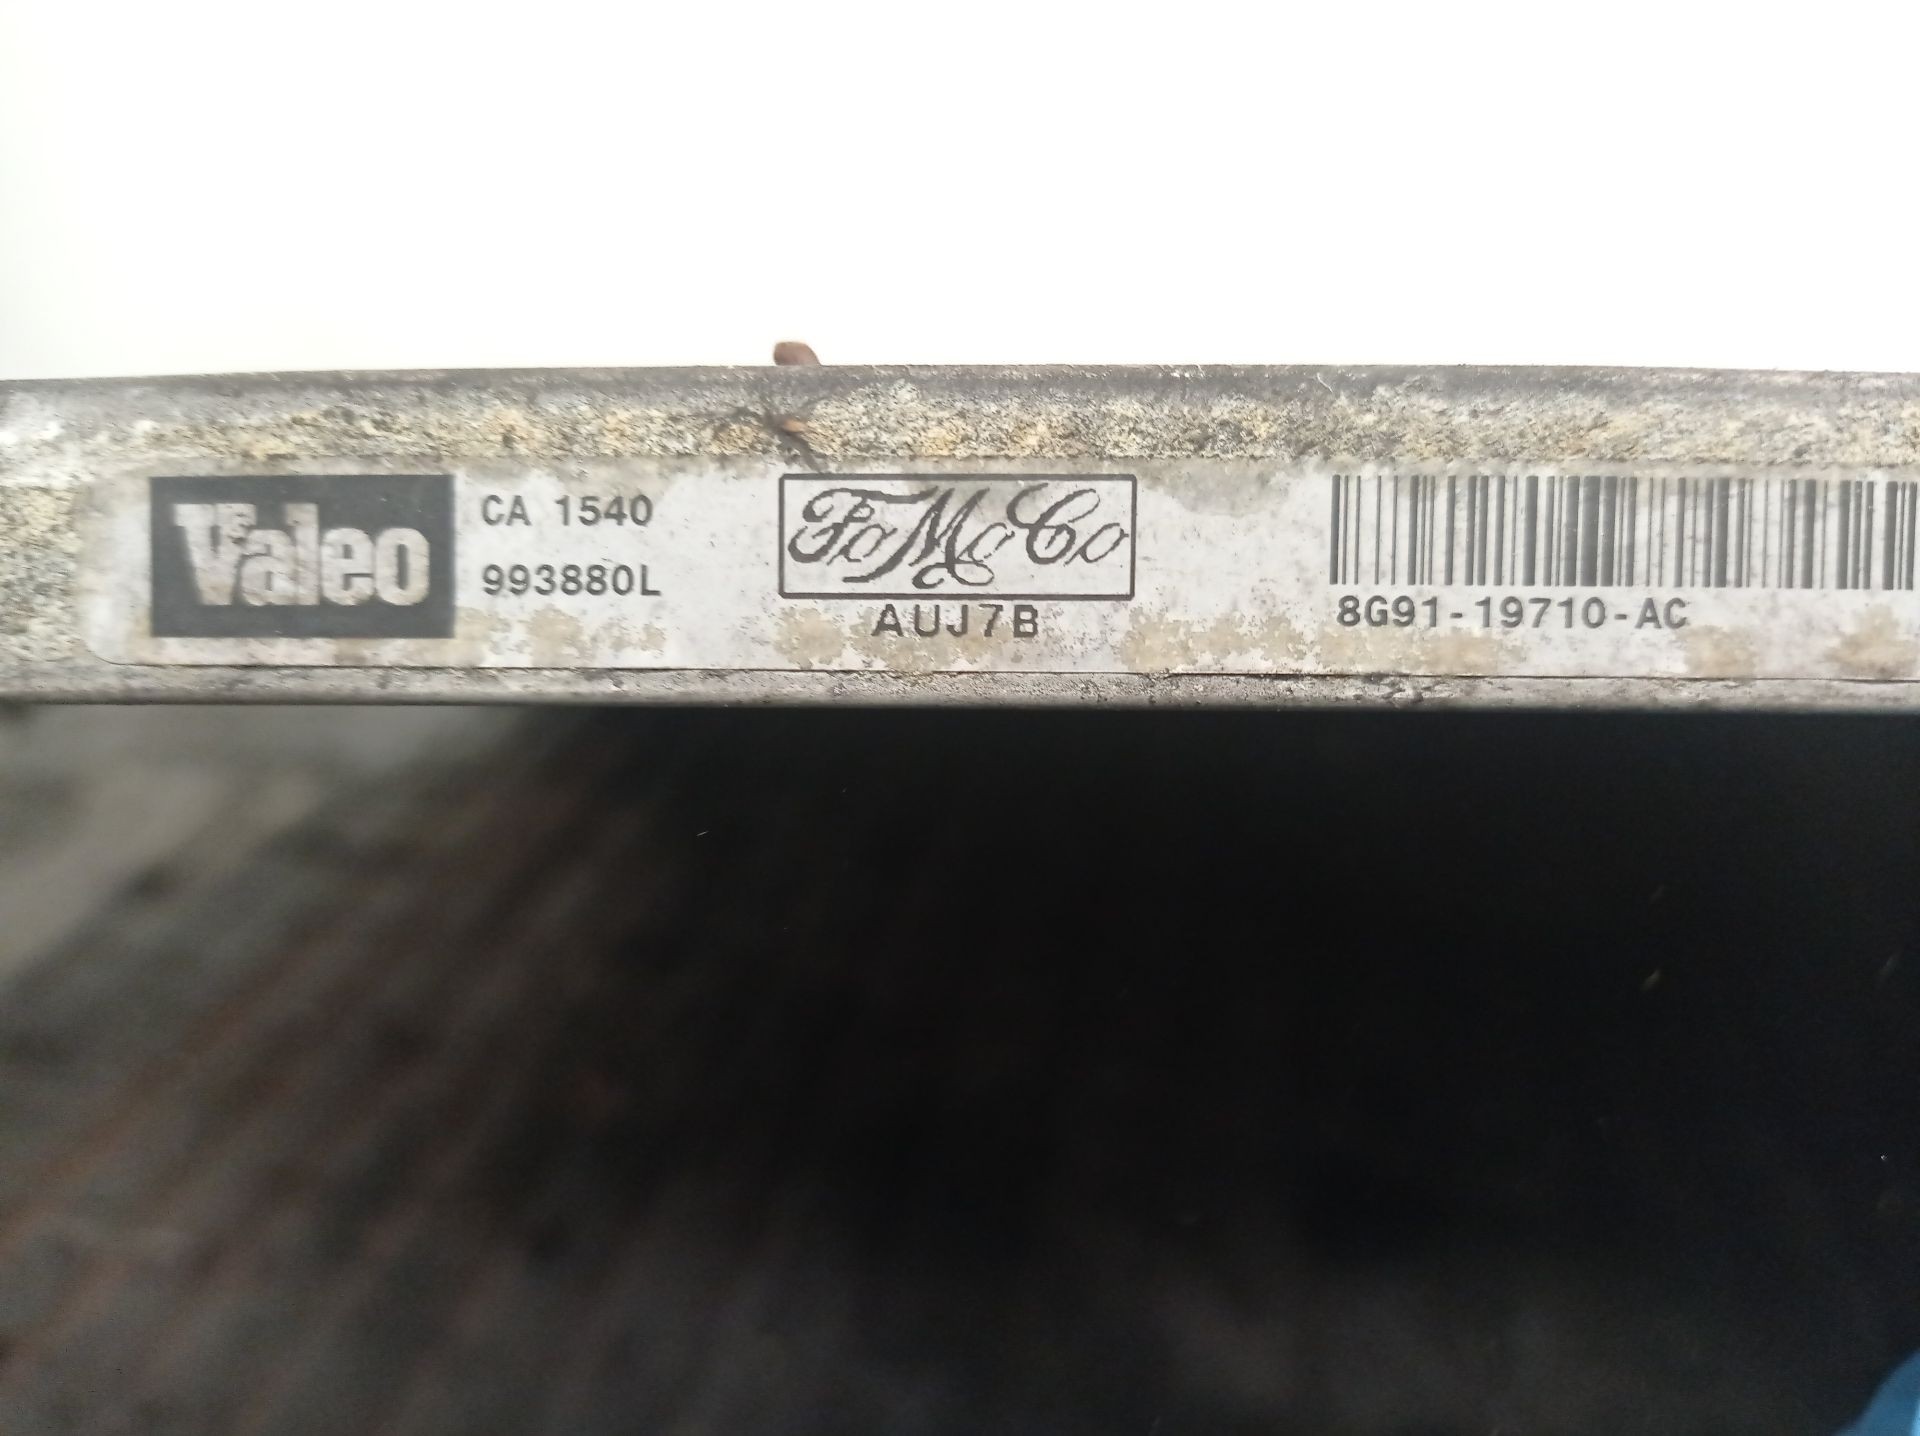 Valeo
CA 1540
993880L
FoMoCo
AUJ7B
8G91-19710-AC